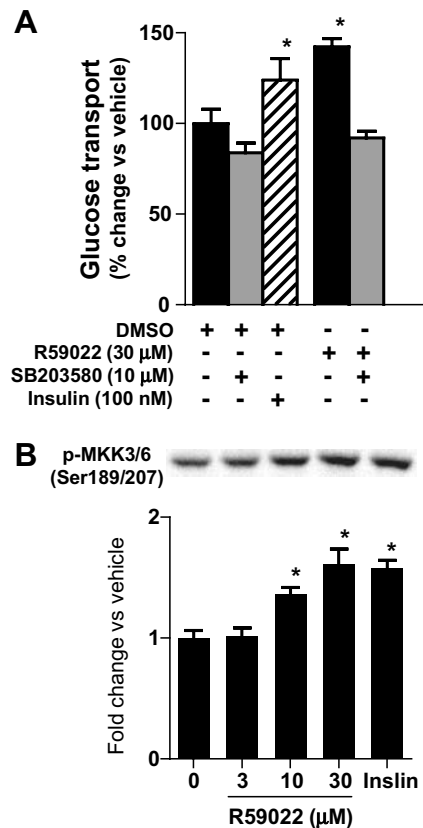 A
Glucose transport
(% change vs vehicle)
150
100
50
0
* *
DMSO + + + - -
R59022 (30 μM) - - - + +
SB203580 (10 μM) - + - - +
Insulin (100 nM) - - + - -
B
p-MKK3/6
(Ser189/207)
Fold change vs vehicle
2
1
0
* * *
0 3 10 30 Inslin
R59022 (μM)